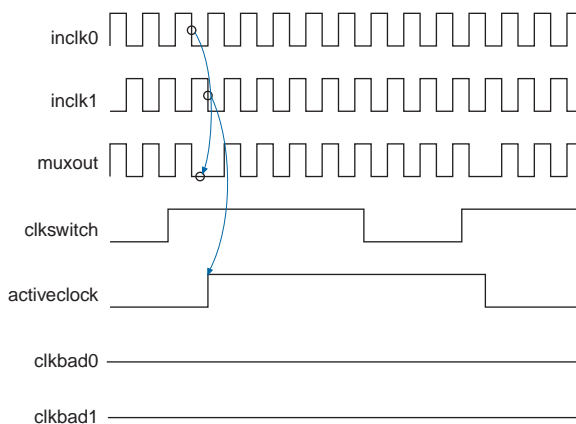 inclk0
inclk1
muxout
clkswitch
activeclock
clkbad0
clkbad1